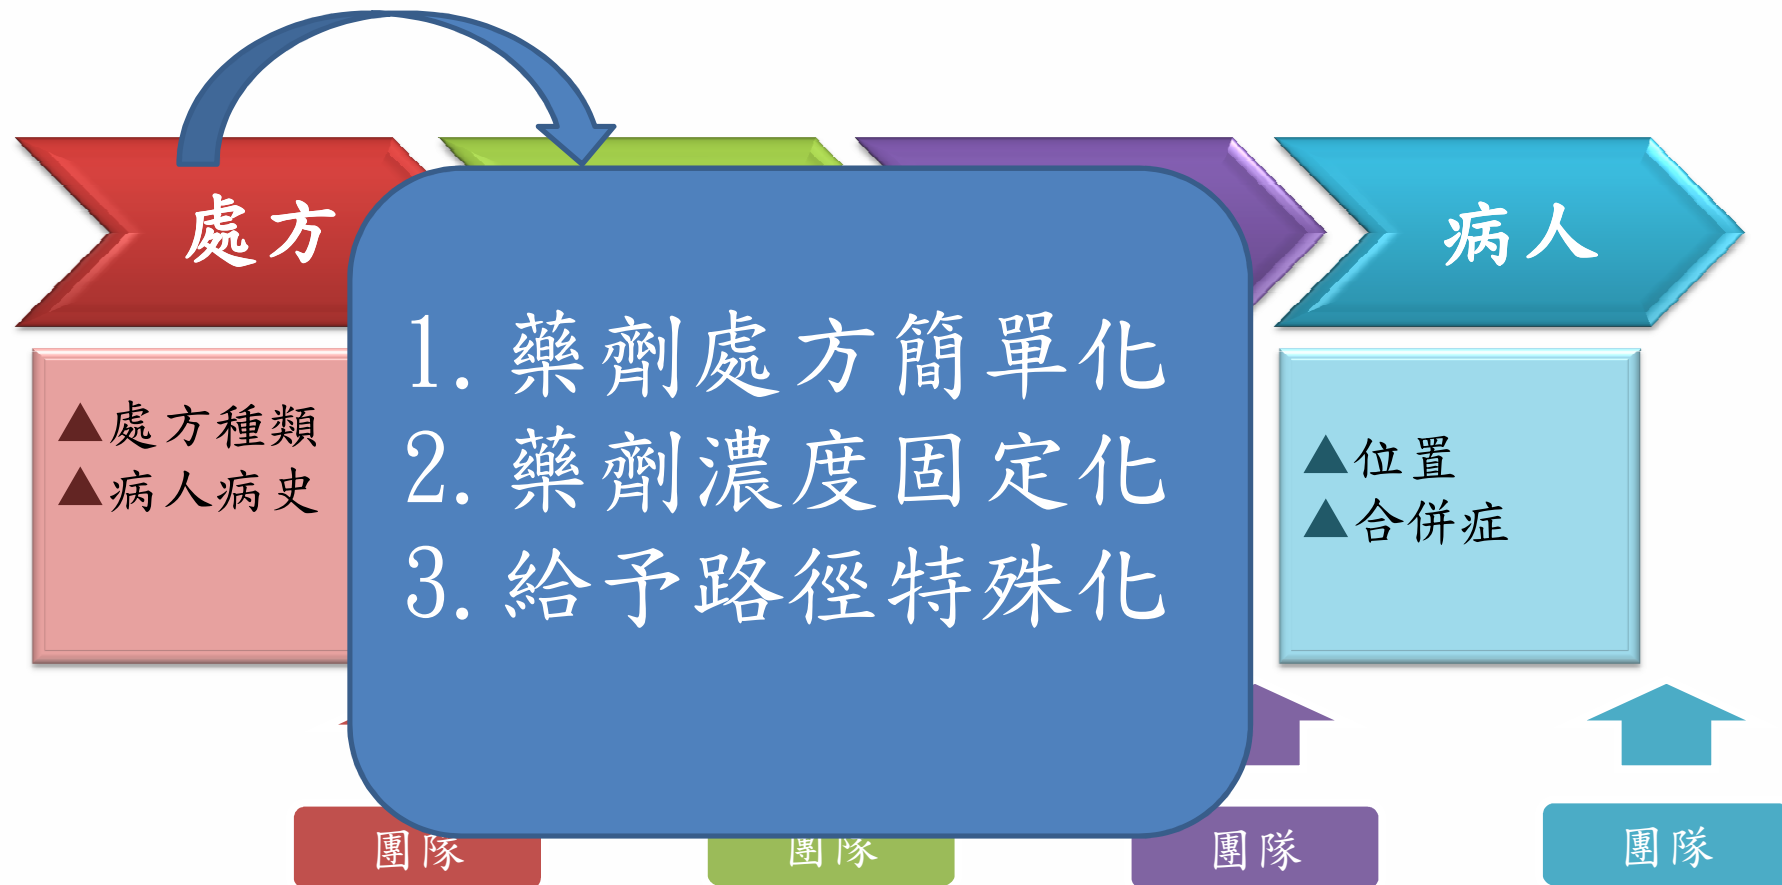 處方
病人
▲處方種類
▲病人病史
1. 藥劑處方簡單化
2. 藥劑濃度固定化
3. 給予路徑特殊化
▲位置
▲合併症
團隊
團隊
團隊
團隊